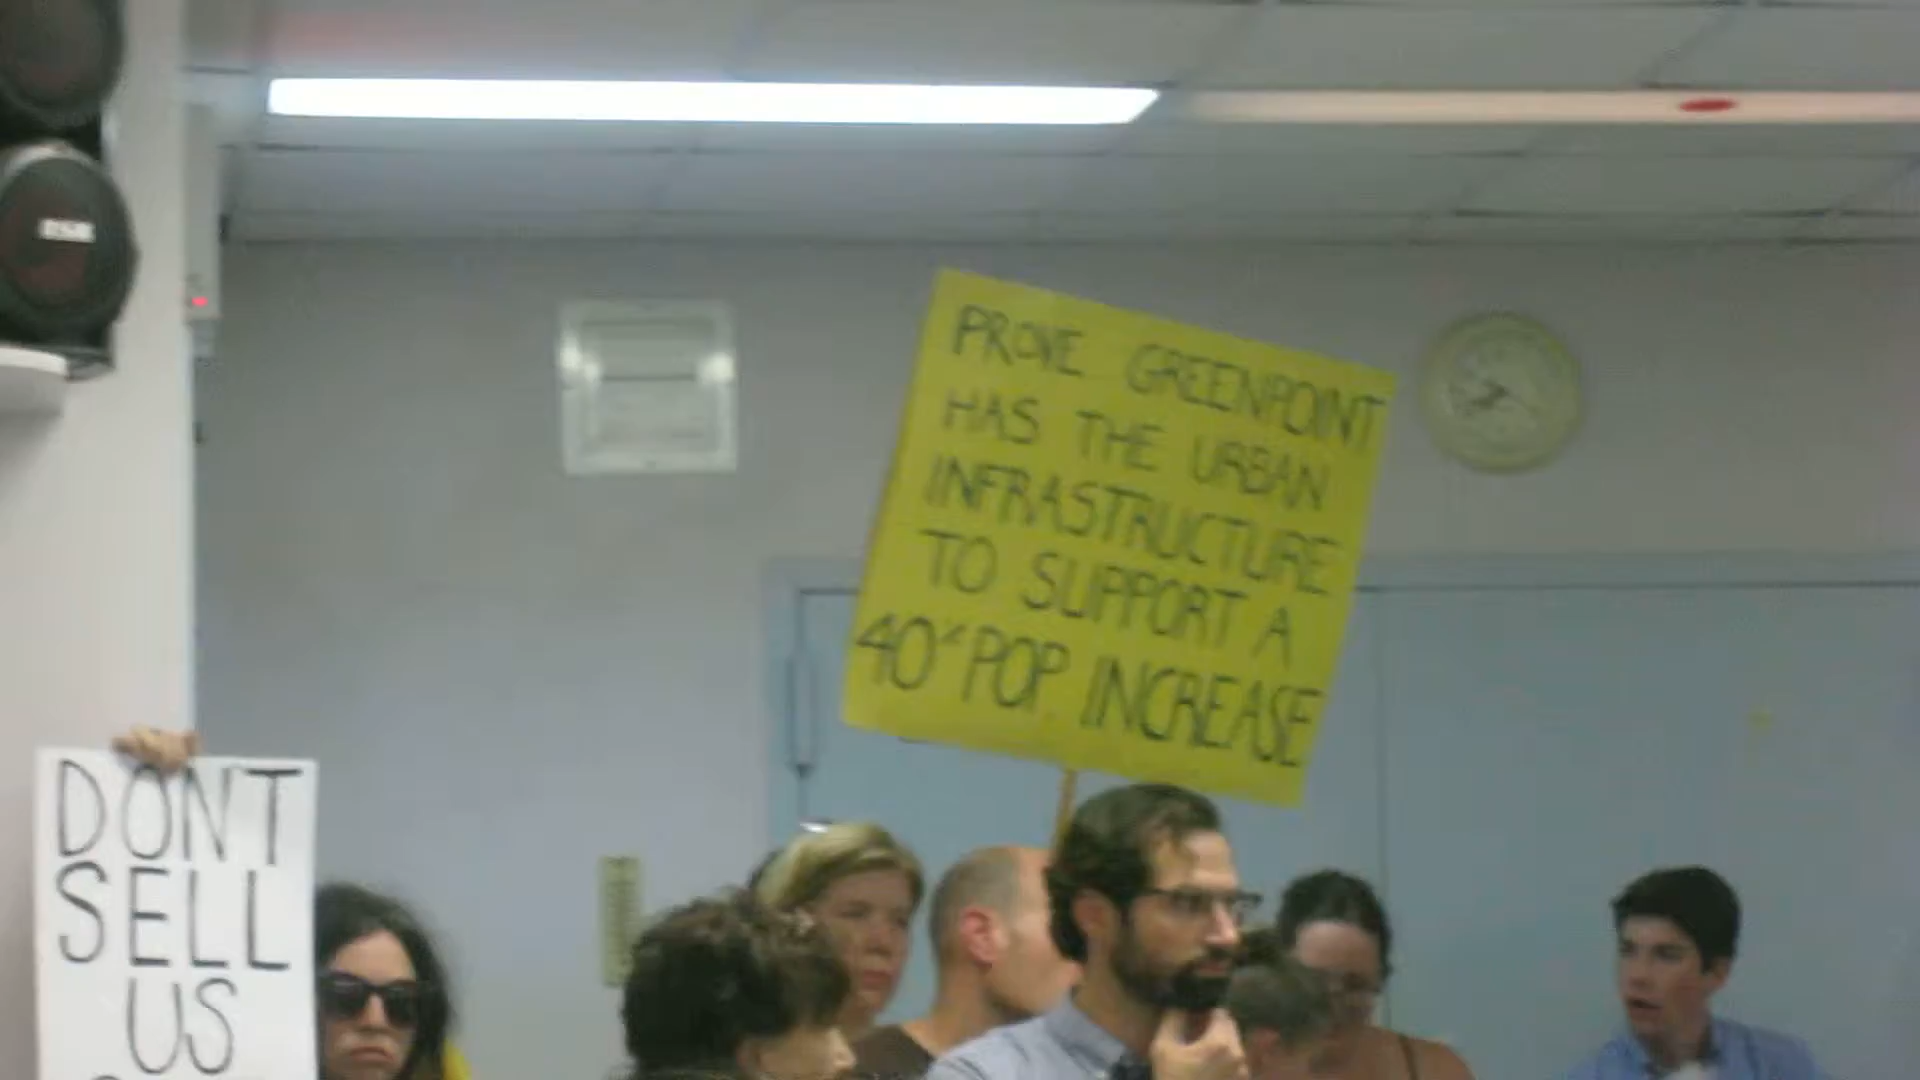 PROVE GREENPOINT
HAS THE URBAN
INFRASTRUCTURE
TO SUPPORT A
40% POP INCREASE
DONT
SELL
US